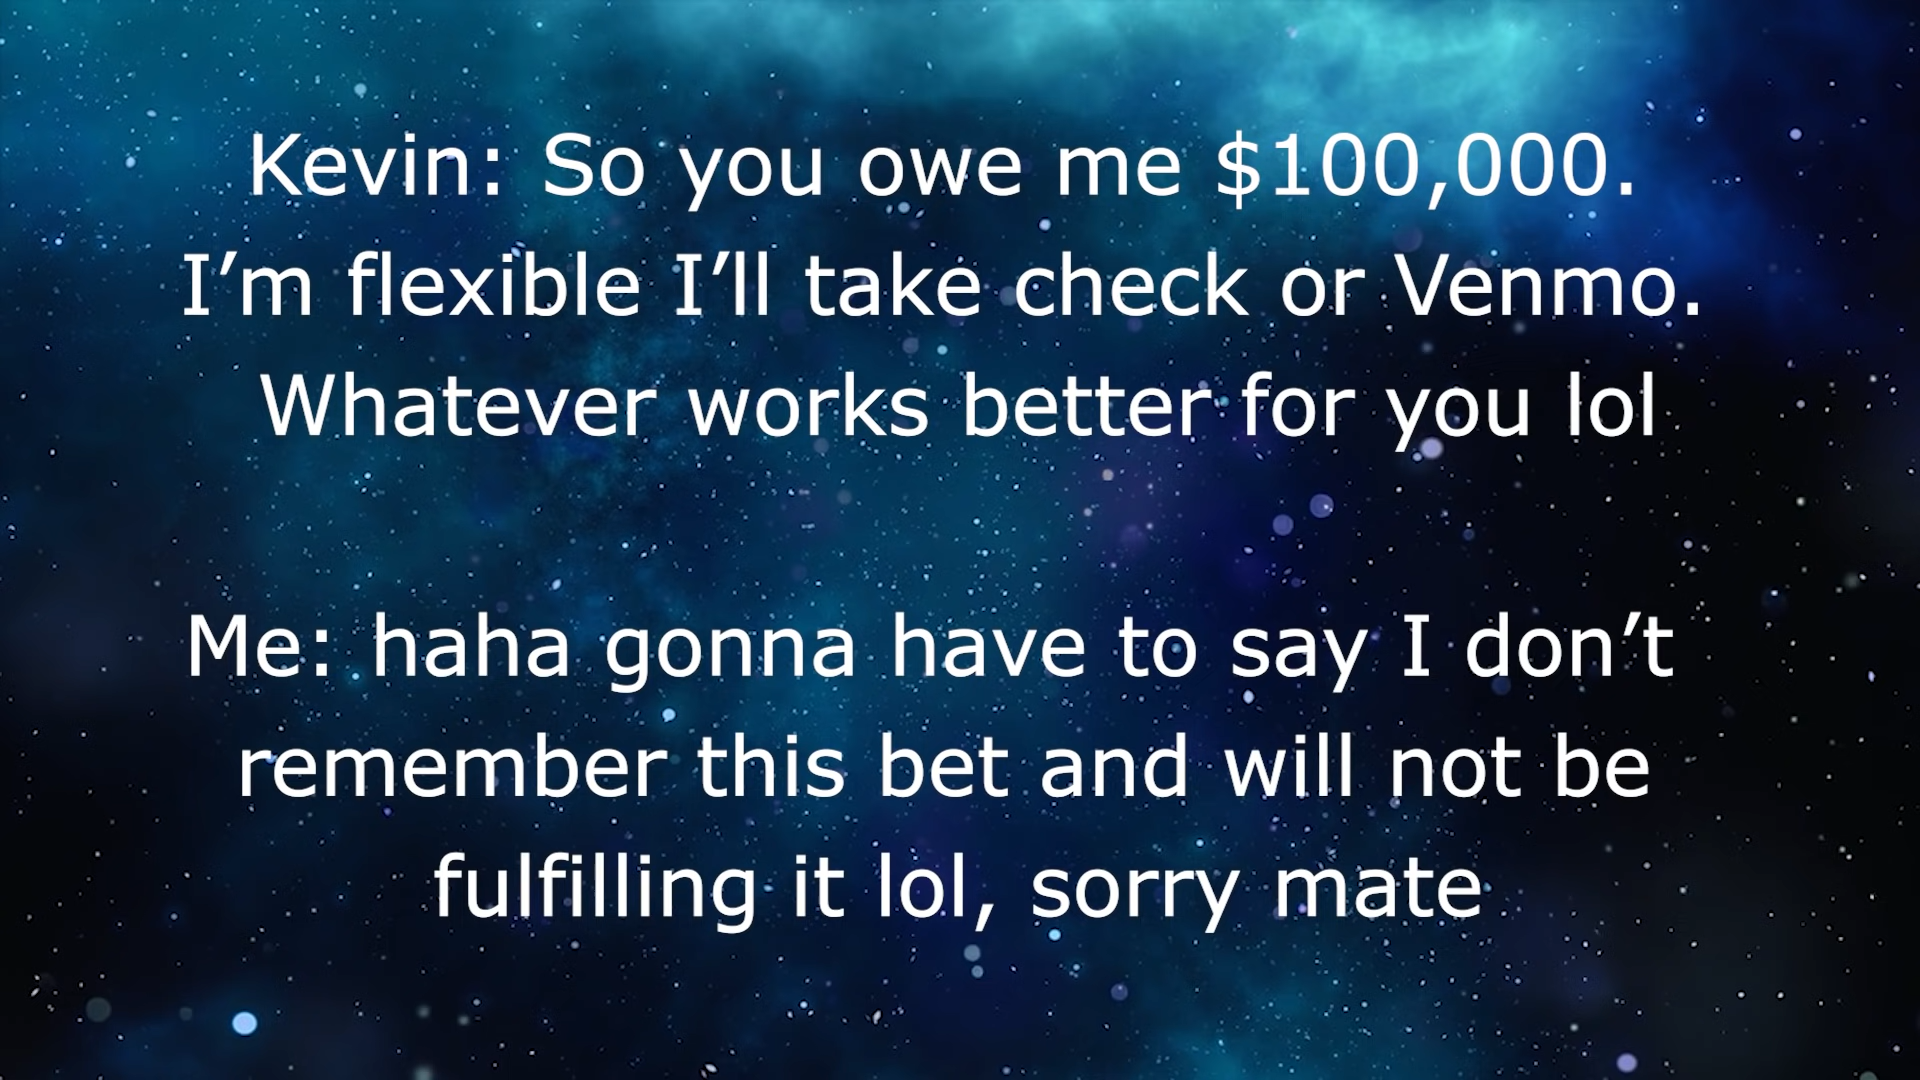 Kevin: So you owe me $100,000.
I’m flexible I’ll take check or Venmo.
Whatever works better for you lol
Me: haha gonna have to say I don’t
remember this bet and will not be
fulfilling it lol, sorry mate